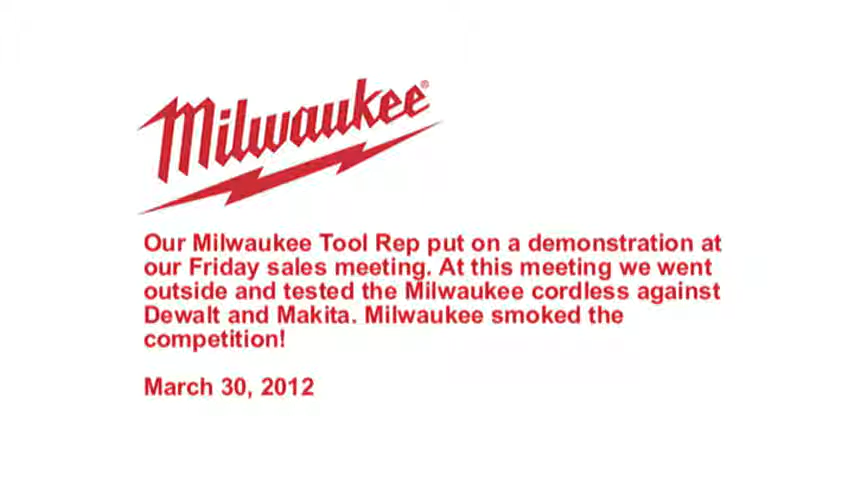 Milwaukee®
Our Milwaukee Tool Rep put on a demonstration at
our Friday sales meeting. At this meeting we went
outside and tested the Milwaukee cordless against
Dewalt and Makita. Milwaukee smoked the
competition!
March 30, 2012